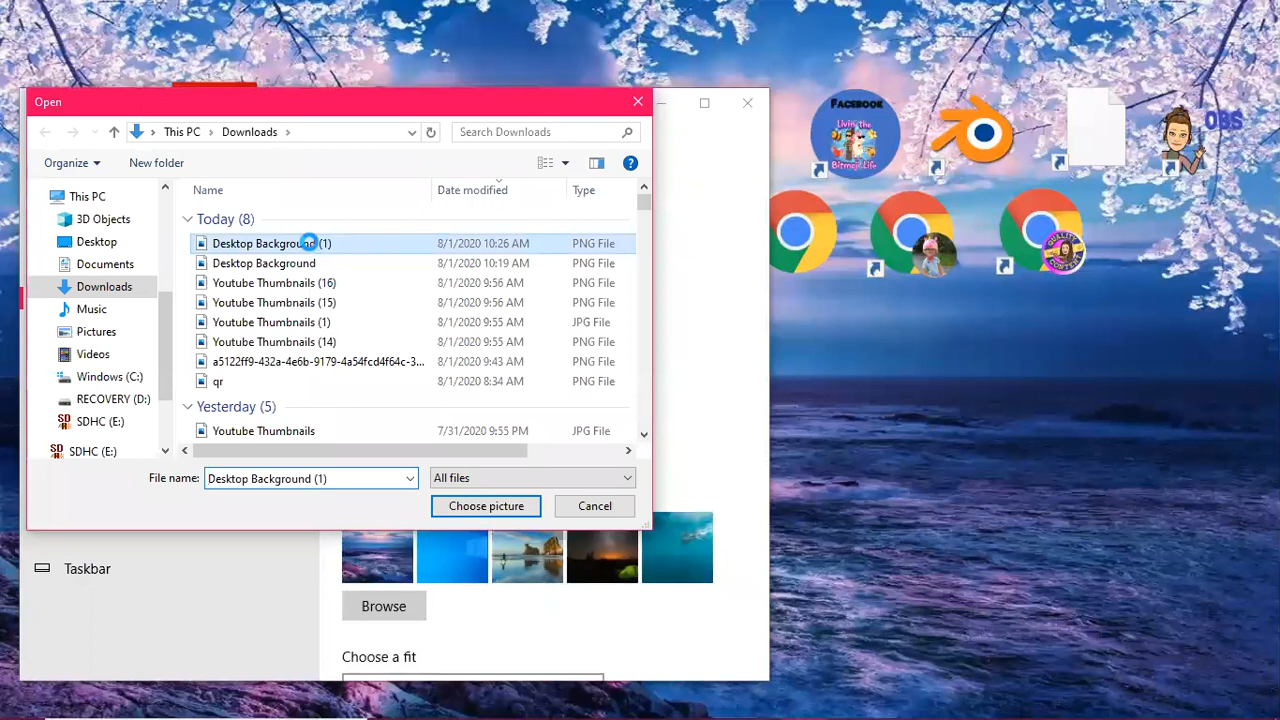 Open
This PC
Downloads
Search Downloads
Organize
New folder
This PC
3D Objects
Desktop
Documents
Downloads
Music
Pictures
Videos
Windows (C:)
RECOVERY (D:)
SDHC (E:)
SDHC (E:)
Name Date modified Type
Today (8)
Desktop Background (1) 8/1/2020 10:26 AM PNG File
Desktop Background 8/1/2020 10:19 AM PNG File
Youtube Thumbnails (16) 8/1/2020 9:56 AM PNG File
Youtube Thumbnails (15) 8/1/2020 9:56 AM PNG File
Youtube Thumbnails (1) 8/1/2020 9:55 AM JPG File
Youtube Thumbnails (14) 8/1/2020 9:55 AM PNG File
a5122ff9-432a-4e6b-9179-4a54fcd4f64c-3... 8/1/2020 9:43 AM PNG File
qr 8/1/2020 8:34 AM PNG File
Yesterday (5)
Youtube Thumbnails 7/31/2020 9:55 PM JPG File
File name: Desktop Background (1) All files
Choose picture Cancel
Taskbar
Browse
Choose a fit
FACEBOOK
Livin' the
Bitmoji Life
OBS
QUALITY
CONTENT